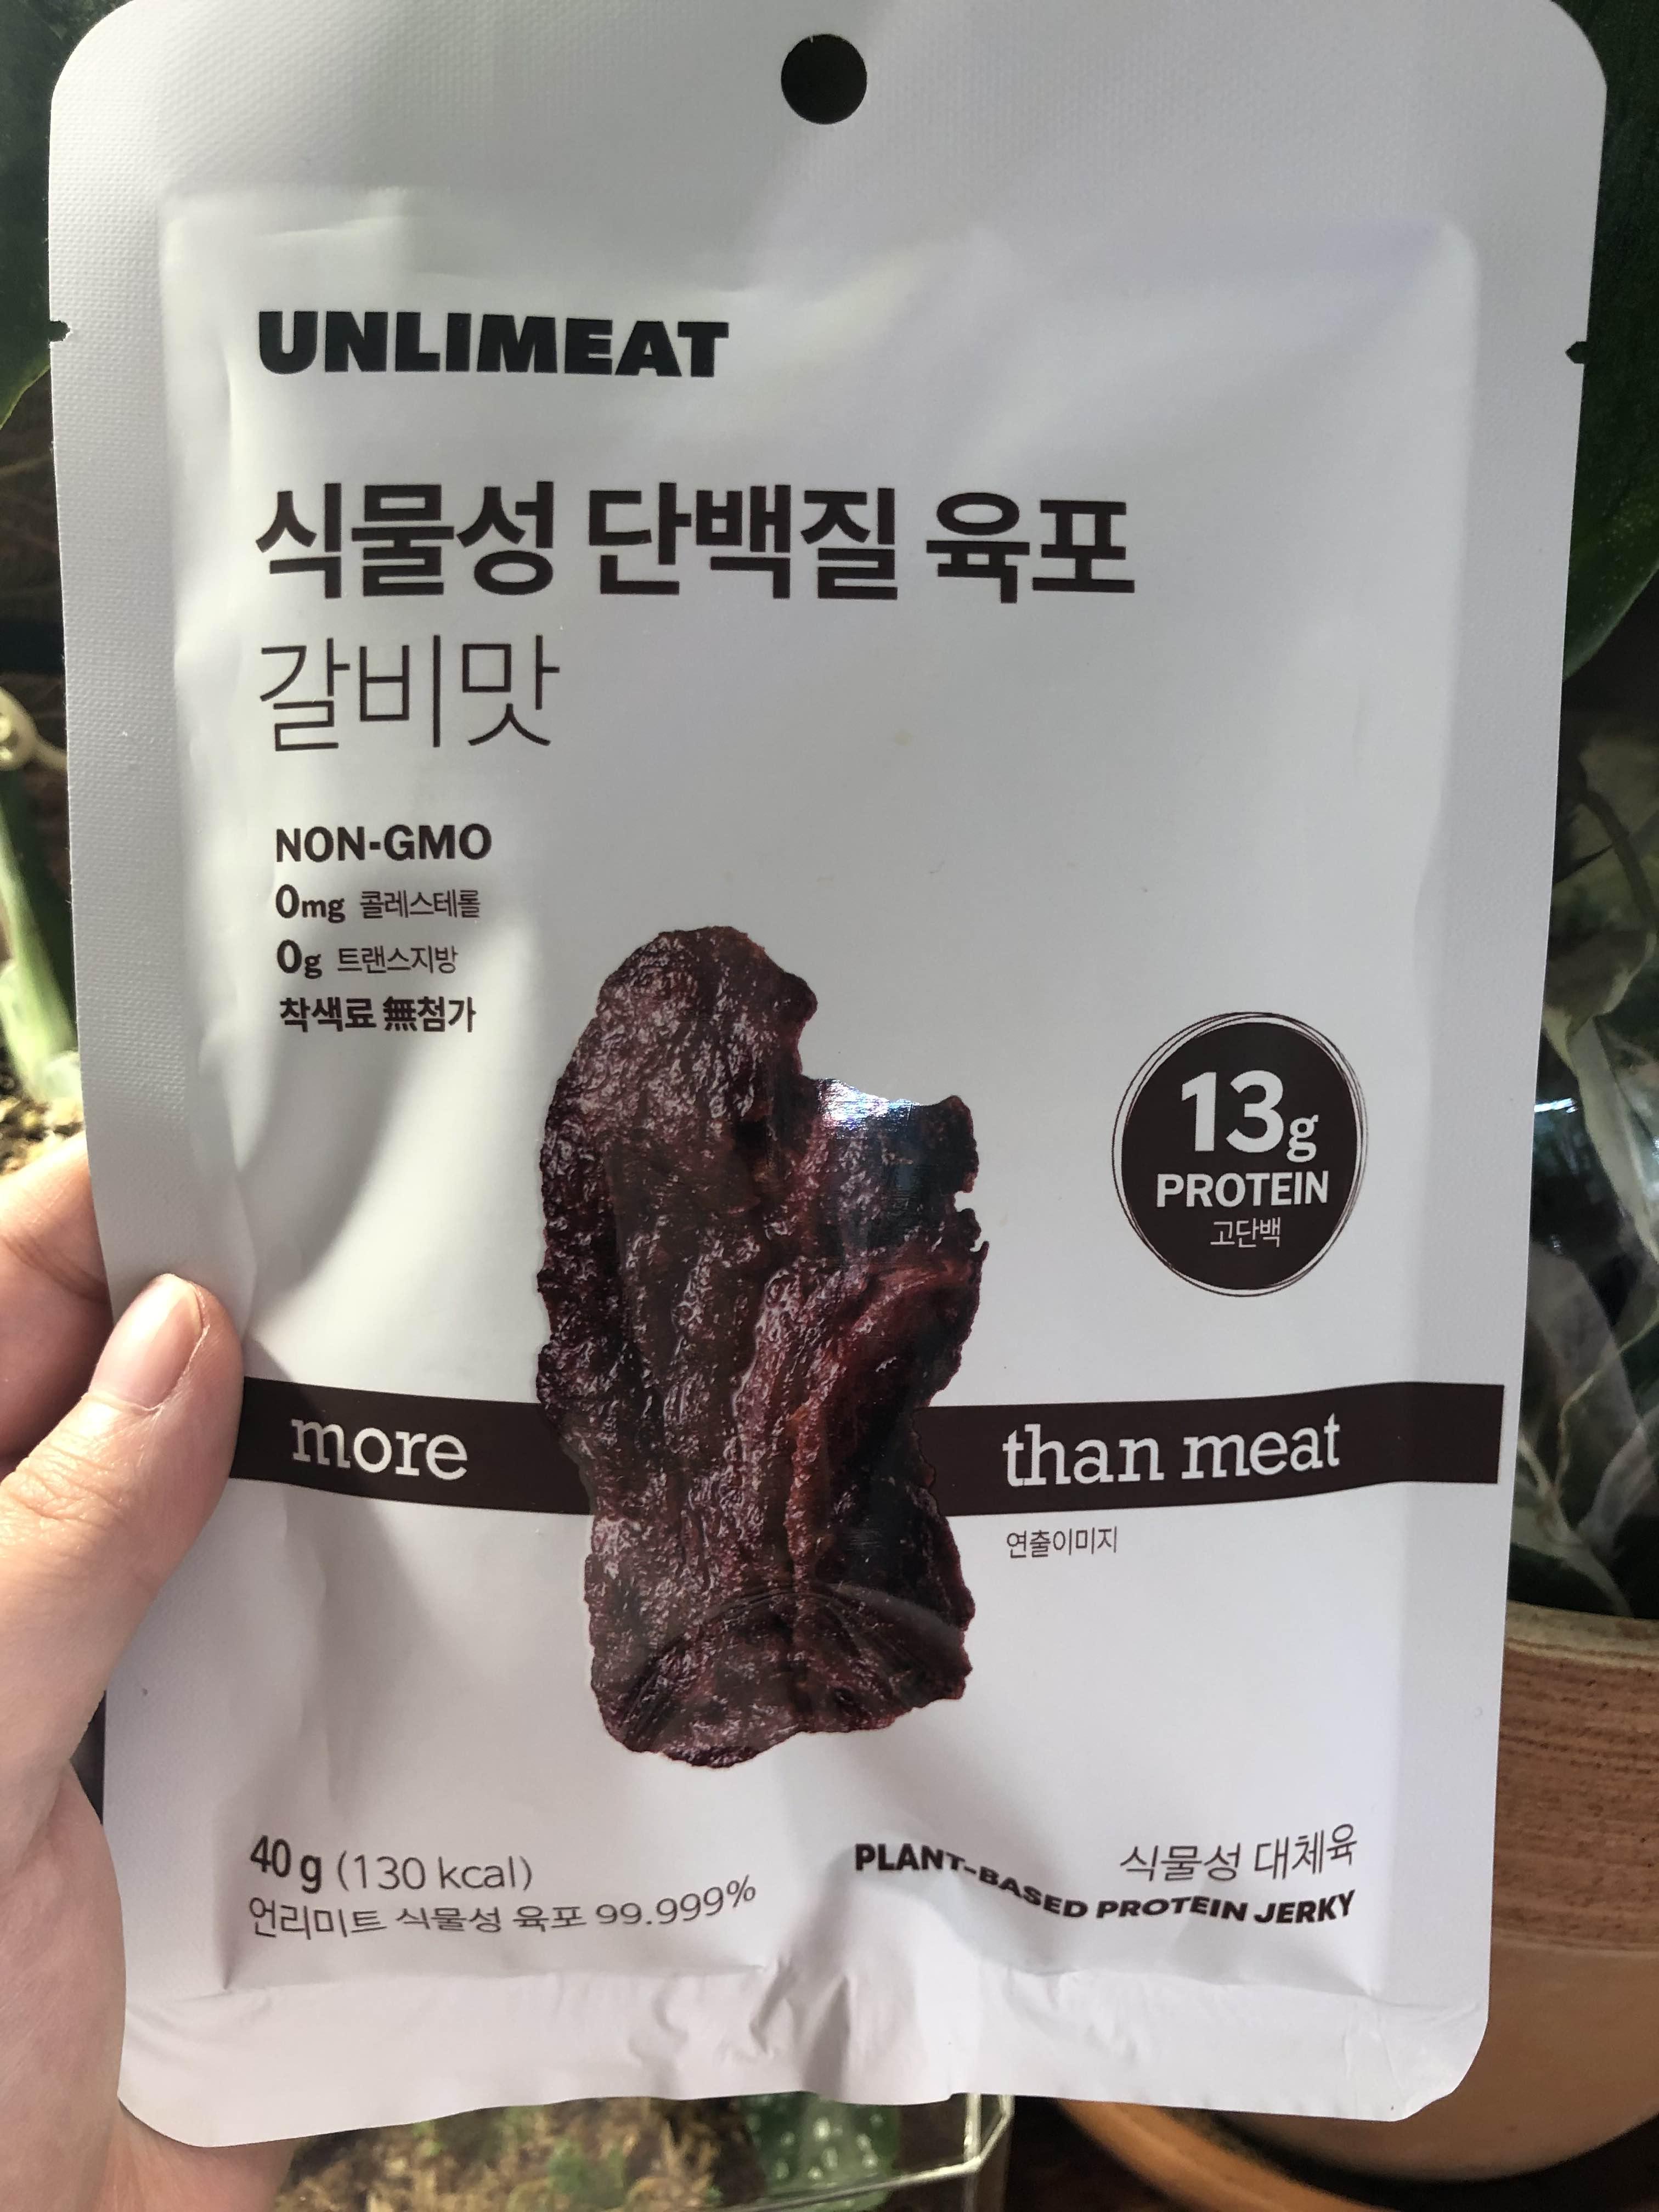 UNLIMEAT
식물성 단백질 육포
갈비맛
NON-GMO
0mg 콜레스테롤
0g 트랜스지방
착색료 無첨가
13g
PROTEIN
고단백
more than meat
연출이미지
40g (130 kcal)
언리미트 식물성 육포 99.999%
식물성 대체육
PLANT-BASED PROTEIN JERKY